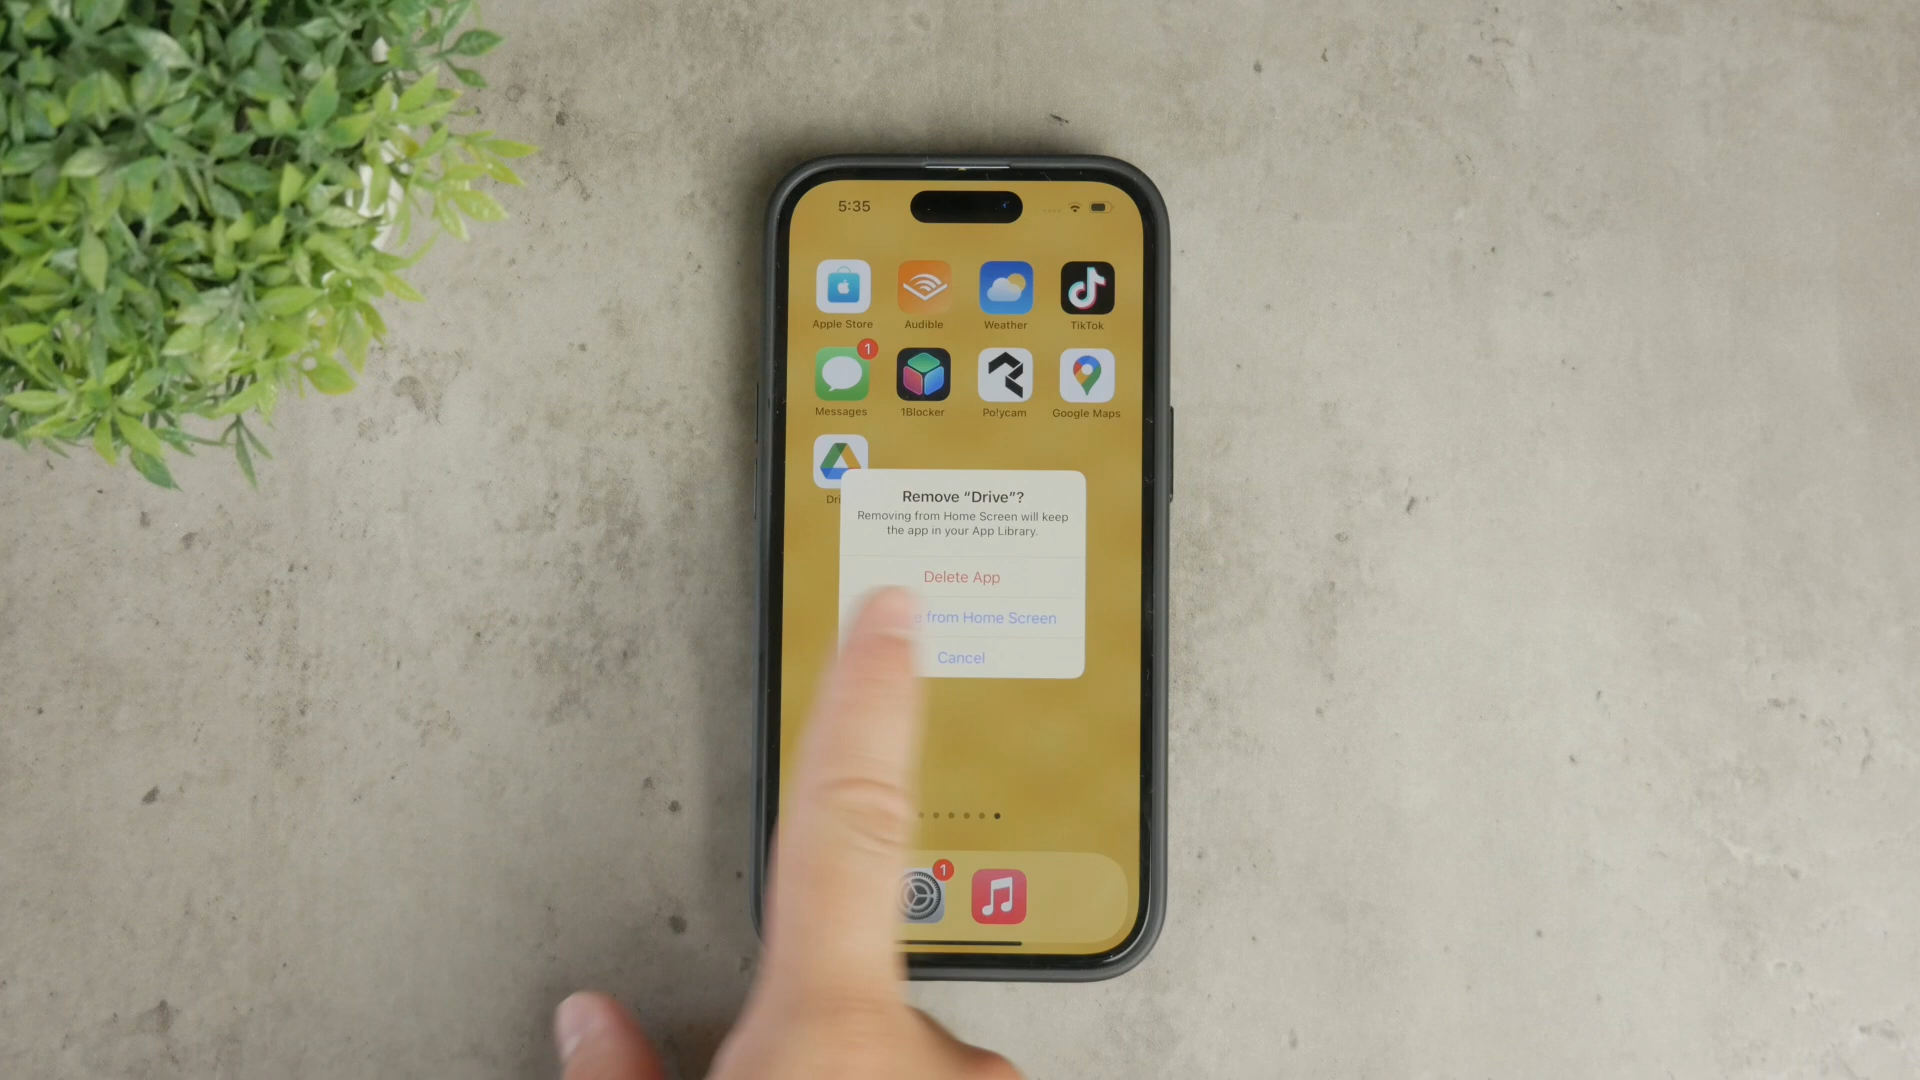 5:35
Apple Store Audible Weather TikTok
1
Messages 1Blocker Polycam Google Maps
Dri
Remove “Drive”?
Removing from Home Screen will keep
the app in your App Library.
Delete App
from Home Screen
Cancel
1